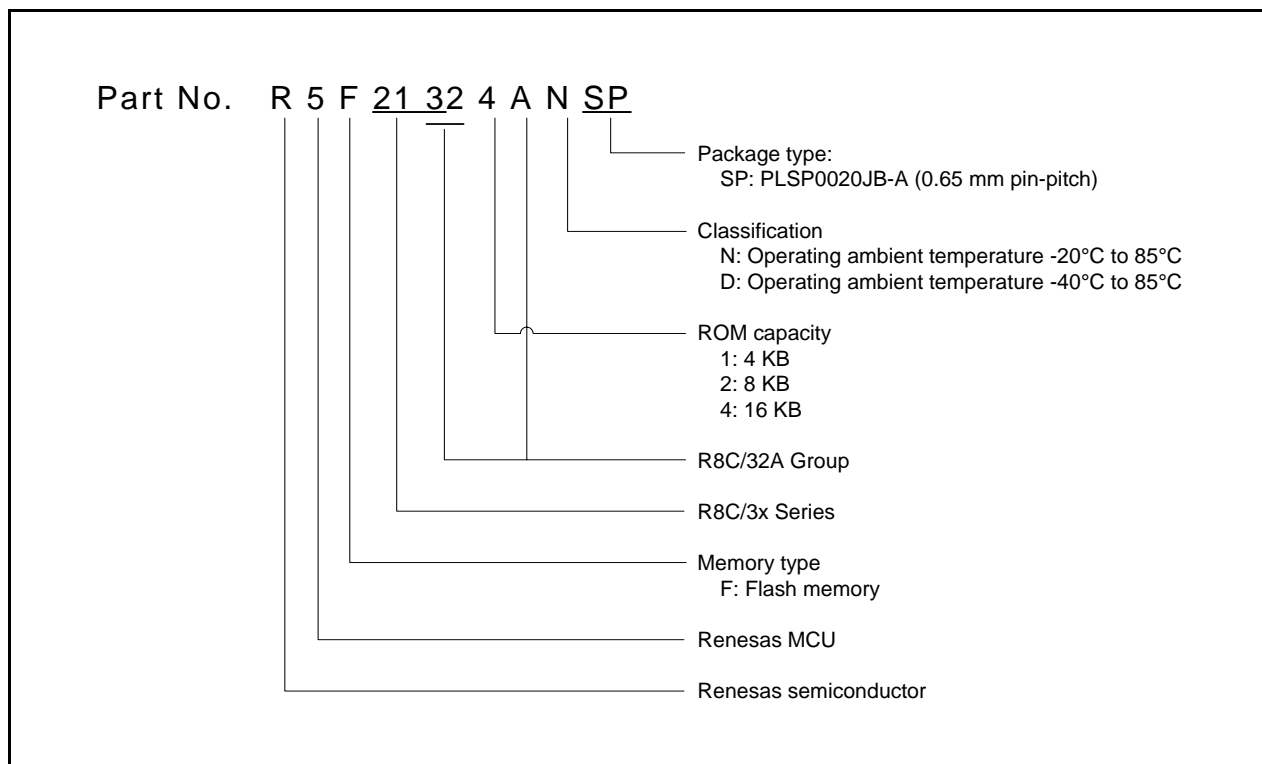 Part No. R 5 F 21 32 4 A N SP
Package type:
SP: PLSP0020JB-A (0.65 mm pin-pitch)
Classification
N: Operating ambient temperature -20°C to 85°C
D: Operating ambient temperature -40°C to 85°C
ROM capacity
1: 4 KB
2: 8 KB
4: 16 KB
R8C/32A Group
R8C/3x Series
Memory type
F: Flash memory
Renesas MCU
Renesas semiconductor